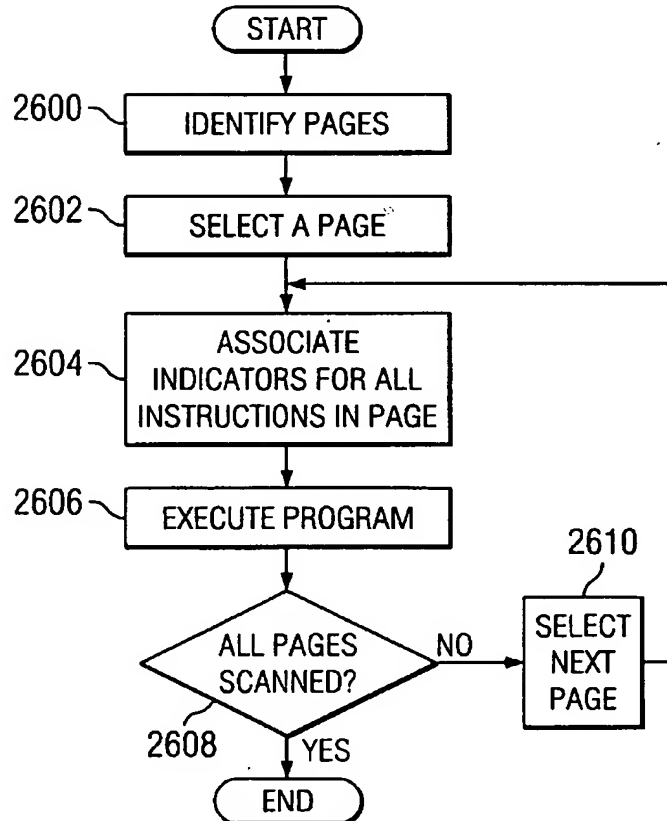 START
2600
IDENTIFY PAGES
2602
SELECT A PAGE
2604
ASSOCIATE
INDICATORS FOR ALL
INSTRUCTIONS IN PAGE
2606
EXECUTE PROGRAM
2610
ALL PAGES
SCANNED?
NO
SELECT
NEXT
PAGE
2608
YES
END